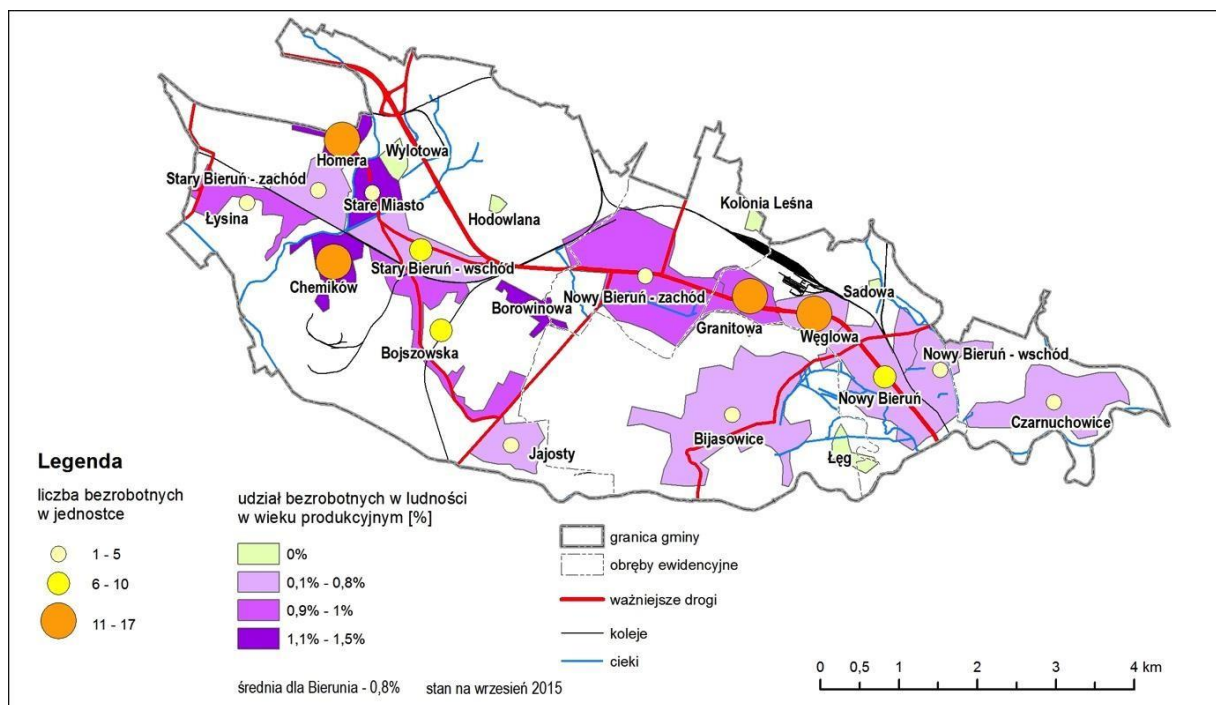 Homera
Wylotowa
Stary Bieruń - zachód
Stare Miasto
Łysina
Hodowlana
Kolonia Leśna
Stary Bieruń - wschód
Chemików
Borowinowa
Nowy Bieruń - zachód
Sadowa
Granitowa
Węglowa
Bojszowska
Nowy Bieruń - wschód
Nowy Bieruń
Czarnuchowice
Bijasowice
Jajosty
Łęg
Legenda
liczba bezrobotnych
w jednostce
1 - 5
6 - 10
11 - 17
udział bezrobotnych w ludności
w wieku produkcyjnym [%]
0%
0,1% - 0,8%
0,9% - 1%
1,1% - 1,5%
średnia dla Bierunia - 0,8% stan na wrzesień 2015
granica gminy
obręby ewidencyjne
ważniejsze drogi
koleje
cieki
0 0,5 1 2 3 4 km